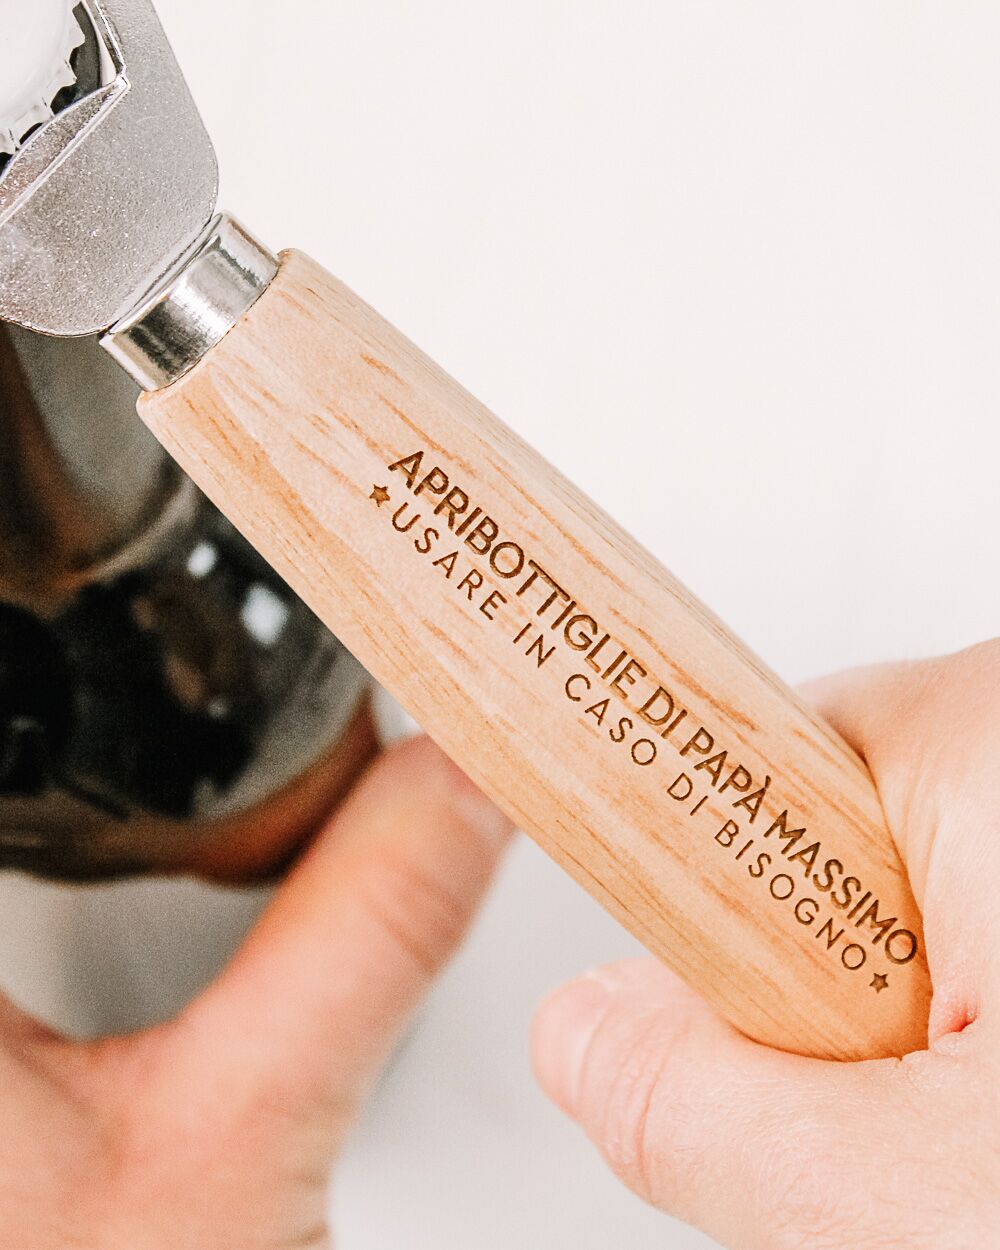 APRIBOTTIGLIE DI PAPÀ MASSIMO
★USARE IN CASO DI BISOGNO★